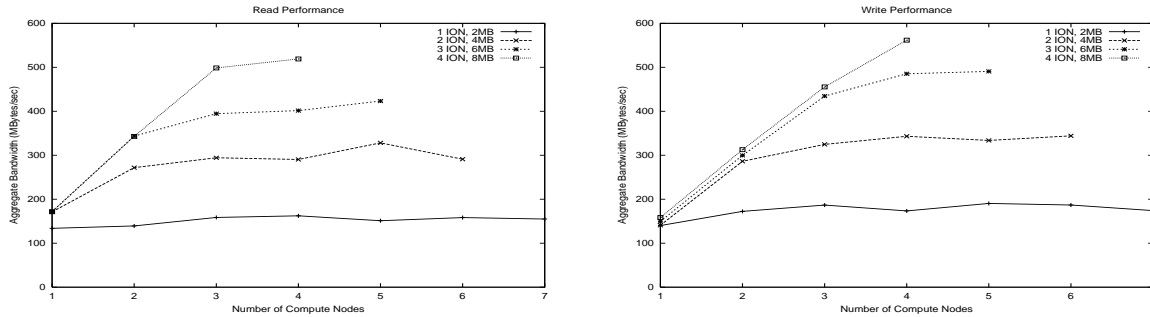 Read Performance
600
500
400
300
200
100
0
Aggregate Bandwidth (MBytes/sec)
1 ION, 2MB
2 ION, 4MB
3 ION, 6MB
4 ION, 8MB
1 2 3 4 5 6 7
Number of Compute Nodes
Write Performance
600
500
400
300
200
100
0
Aggregate Bandwidth (MBytes/sec)
1 ION, 2MB
2 ION, 4MB
3 ION, 6MB
4 ION, 8MB
1 2 3 4 5 6
Number of Compute Nodes